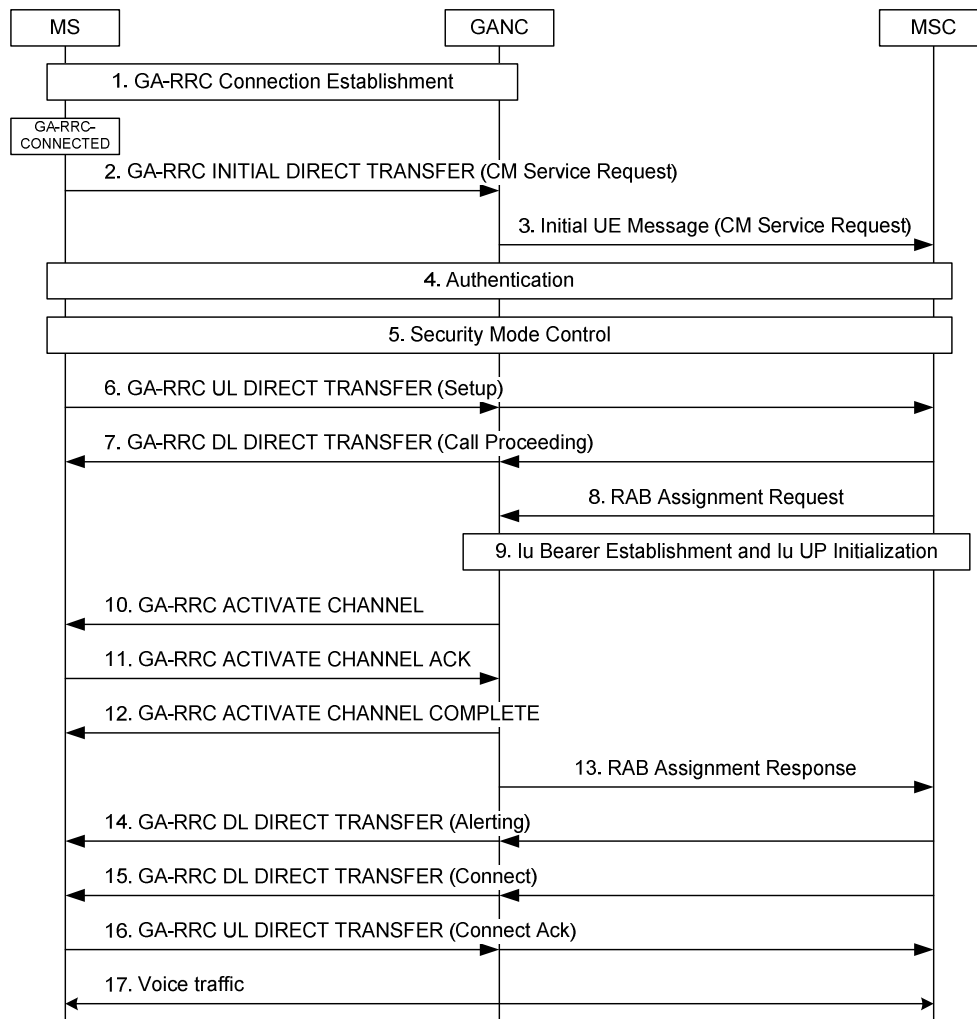 MS
GANC
MSC
1. GA-RRC Connection Establishment
GA-RRC-
CONNECTED
2. GA-RRC INITIAL DIRECT TRANSFER (CM Service Request)
3. Initial UE Message (CM Service Request)
4. Authentication
5. Security Mode Control
6. GA-RRC UL DIRECT TRANSFER (Setup)
7. GA-RRC DL DIRECT TRANSFER (Call Proceeding)
8. RAB Assignment Request
9. Iu Bearer Establishment and Iu UP Initialization
10. GA-RRC ACTIVATE CHANNEL
11. GA-RRC ACTIVATE CHANNEL ACK
12. GA-RRC ACTIVATE CHANNEL COMPLETE
13. RAB Assignment Response
14. GA-RRC DL DIRECT TRANSFER (Alerting)
15. GA-RRC DL DIRECT TRANSFER (Connect)
16. GA-RRC UL DIRECT TRANSFER (Connect Ack)
17. Voice traffic